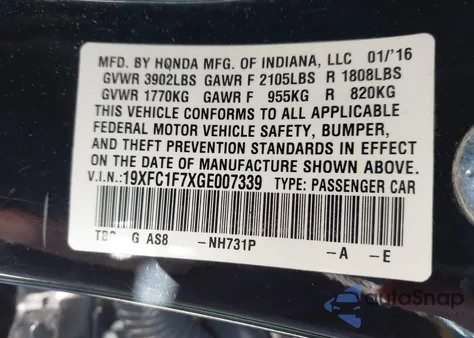 MFD. BY HONDA MFG. OF INDIANA, LLC 01/'16
GVWR 3902LBS GAWR F 2105LBS R 1808LBS
GVWR 1770KG GAWR F 955KG R 820KG
THIS VEHICLE CONFORMS TO ALL APPLICABLE
FEDERAL MOTOR VEHICLE SAFETY, BUMPER,
AND THEFT PREVENTION STANDARDS IN EFFECT
ON THE DATE OF MANUFACTURE SHOWN ABOVE.
V.I.N.: 19XFC1F7XGE007339 TYPE: PASSENGER CAR
G AS8 -NH731P -A -E
autoSnap